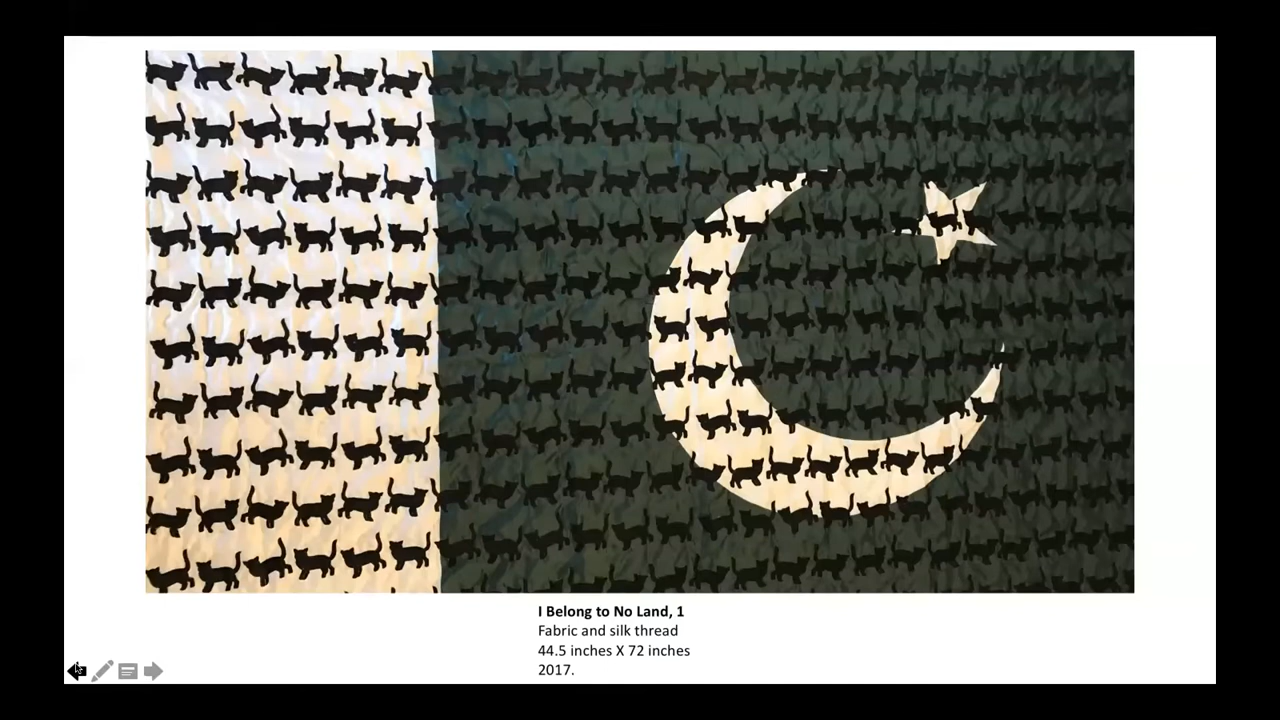 I Belong to No Land, 1
Fabric and silk thread
44.5 inches X 72 inches
2017.